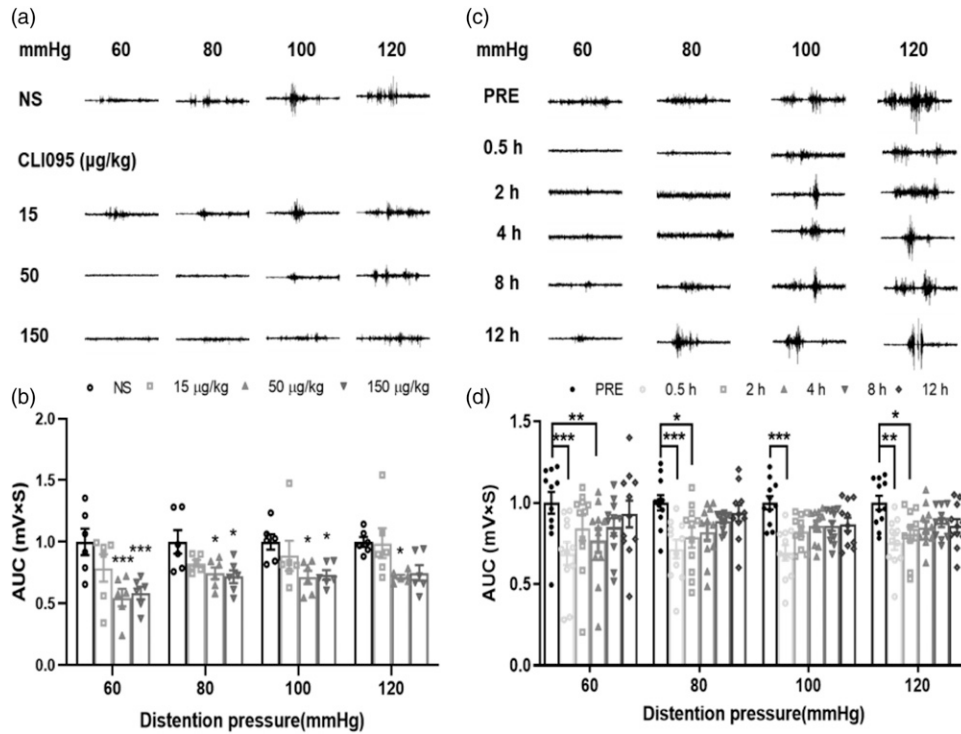 (a)
mmHg 60 80 100 120
NS
CLI095 (µg/kg)
15
50
150
NS 15 µg/kg 50 µg/kg 150 µg/kg
(b)
2.0
1.5
1.0
0.5
0.0
AUC (mV×S)
*** ***
* *
* *
*
60 80 100 120
Distention pressure(mmHg)
(c)
mmHg 60 80 100 120
PRE
0.5 h
2 h
4 h
8 h
12 h
PRE 0.5 h 2 h 4 h 8 h 12 h
(d)
1.5
1.0
0.5
0.0
AUC (mV×S)
**
***
*
***
***
*
**
60 80 100 120
Distention pressure(mmHg)